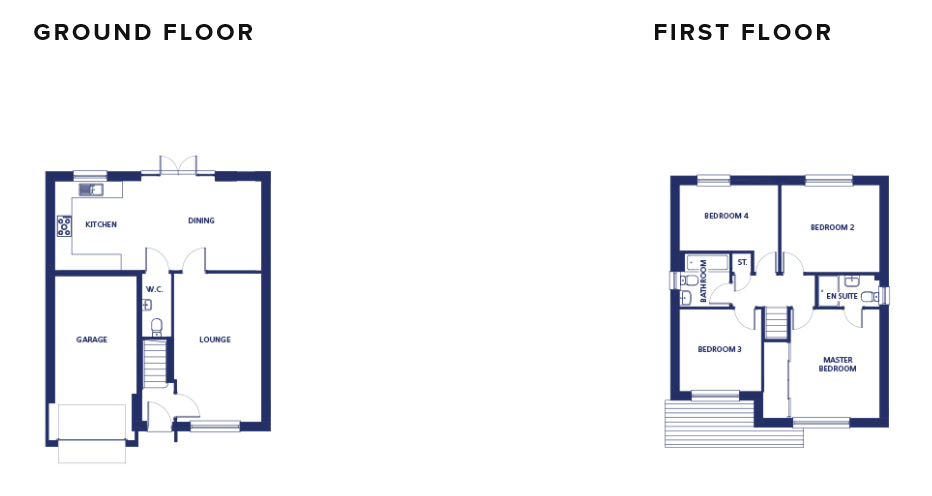 GROUND FLOOR
KITCHEN
DINING
W.C.
GARAGE
LOUNGE
FIRST FLOOR
BEDROOM 4
BEDROOM 2
BATHROOM
ST.
EN SUITE
BEDROOM 3
MASTER
BEDROOM